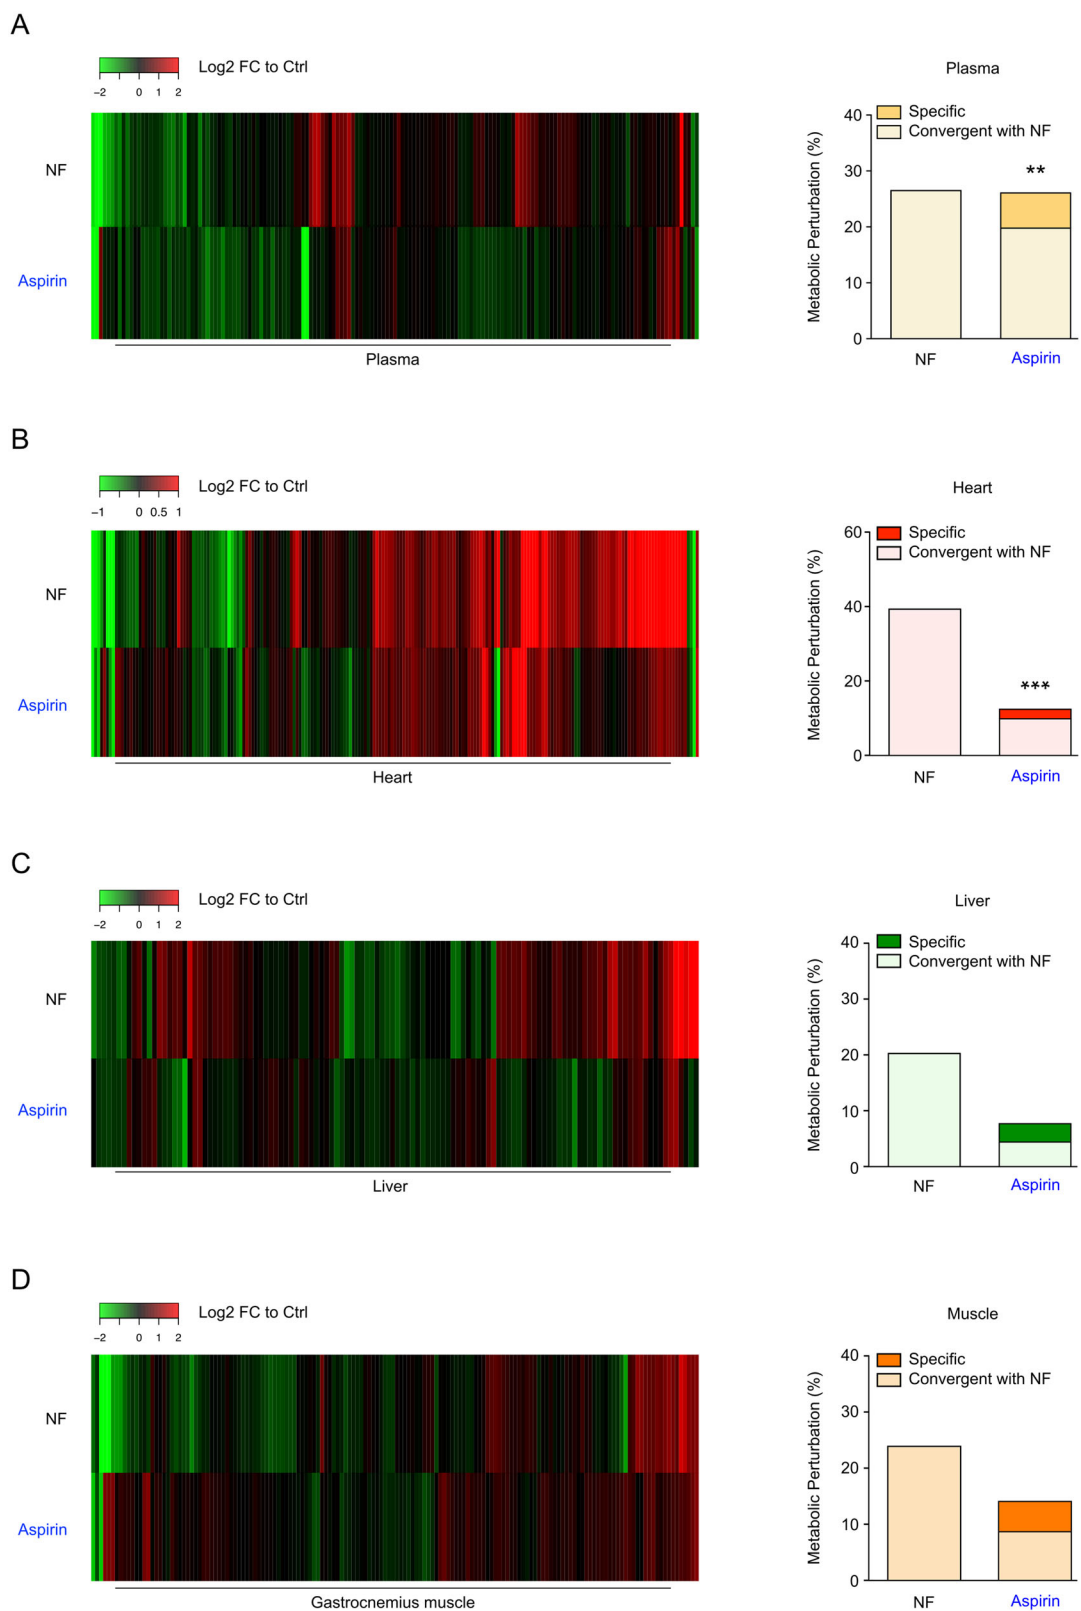 A
Log2 FC to Ctrl
−2 0 1 2
NF
Aspirin
Plasma
Plasma
Specific
Convergent with NF
Metabolic Perturbation (%)
40
30
20
10
0
**
NF
Aspirin
B
Log2 FC to Ctrl
−1 0 0.5 1
NF
Aspirin
Heart
Heart
Specific
Convergent with NF
Metabolic Perturbation (%)
60
40
20
0
***
NF
Aspirin
C
Log2 FC to Ctrl
−2 0 1 2
NF
Aspirin
Liver
Liver
Specific
Convergent with NF
Metabolic Perturbation (%)
40
30
20
10
0
NF
Aspirin
D
Log2 FC to Ctrl
−2 0 1 2
NF
Aspirin
Gastrocnemius muscle
Muscle
Specific
Convergent with NF
Metabolic Perturbation (%)
40
30
20
10
0
NF
Aspirin